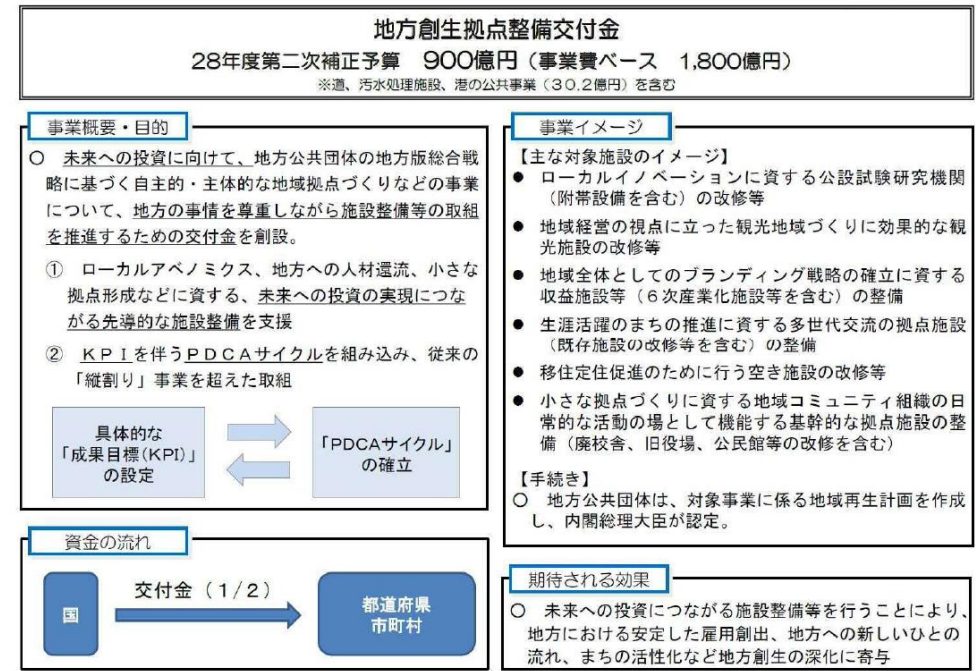 地方創生拠点整備交付金
28年度第二次補正予算　900億円（事業費ベース　1,800億円）
※道、汚水処理施設、港の公共事業（30.2億円）を含む
事業概要・目的
○　未来への投資に向けて、地方公共団体の地方版総合戦
略に基づく自主的・主体的な地域拠点づくりなどの事業
について、地方の事情を尊重しながら施設整備等の取組
を推進するための交付金を創設。
①　ローカルアベノミクス、地方への人材還流、小さな
拠点形成などに資する、未来への投資の実現につな
がる先導的な施設整備を支援
②　ＫＰＩを伴うＰＤＣＡサイクルを組み込み、従来の
「縦割り」事業を超えた取組
具体的な
「成果目標(KPI)」
の設定
「PDCAサイクル」
の確立
資金の流れ
国
交付金（1/2）
都道府県
市町村
事業イメージ
【主な対象施設のイメージ】
●　ローカルイノベーションに資する公設試験研究機関
（附帯設備を含む）の改修等
●　地域経営の視点に立った観光地域づくりに効果的な観
光施設の改修等
●　地域全体としてのブランディング戦略の確立に資する
収益施設等（６次産業化施設等を含む）の整備
●　生涯活躍のまちの推進に資する多世代交流の拠点施設
（既存施設の改修等を含む）の整備
●　移住定住促進のために行う空き施設の改修等
●　小さな拠点づくりに資する地域コミュニティ組織の日
常的な活動の場として機能する基幹的な拠点施設の整
備（廃校舎、旧役場、公民館等の改修を含む）
【手続き】
○　地方公共団体は、対象事業に係る地域再生計画を作成
し、内閣総理大臣が認定。
期待される効果
○　未来への投資につながる施設整備等を行うことにより、
地方における安定した雇用創出、地方への新しいひとの
流れ、まちの活性化など地方創生の深化に寄与